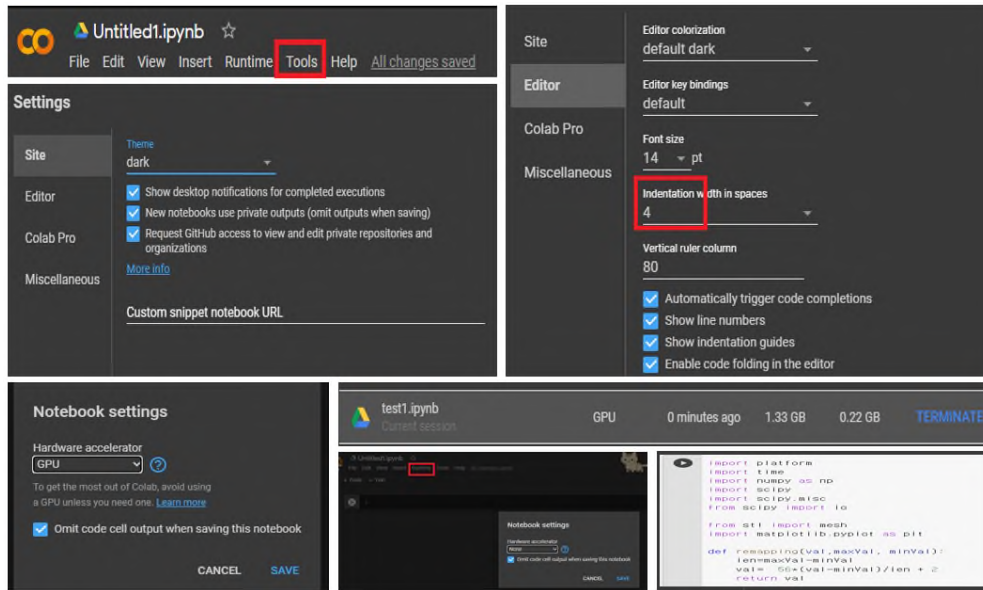 CO
Untitled1.ipynb
File Edit View Insert Runtime Tools Help All changes saved
Settings
Site
Editor
Colab Pro
Miscellaneous
Theme
dark
Show desktop notifications for completed executions
New notebooks use private outputs (omit outputs when saving)
Request GitHub access to view and edit private repositories and
organizations
More info
Custom snippet notebook URL
Site
Editor
Colab Pro
Miscellaneous
Editor colorization
default dark
Editor key bindings
default
Font size
14 pt
Indentation width in spaces
4
Vertical ruler column
80
Automatically trigger code completions
Show line numbers
Show indentation guides
Enable code folding in the editor
Notebook settings
Hardware accelerator
GPU
To get the most out of Colab, avoid using
a GPU unless you need one. Learn more
Omit code cell output when saving this notebook
CANCEL SAVE
test1.ipynb
Current session
GPU 0 minutes ago 1.33 GB 0.22 GB TERMINATE
Notebook settings
Hardware accelerator
None
Omit code cell output when saving this notebook
CANCEL SAVE
import platform
import time
import numpy as np
import scipy
import scipy.misc
from scipy import io
from stl import mesh
import matplotlib.pyplot as plt
def remapping(val,maxVal, minVal):
len=maxVal-minVal
val= 56*(val-minVal)/len + 2
return val